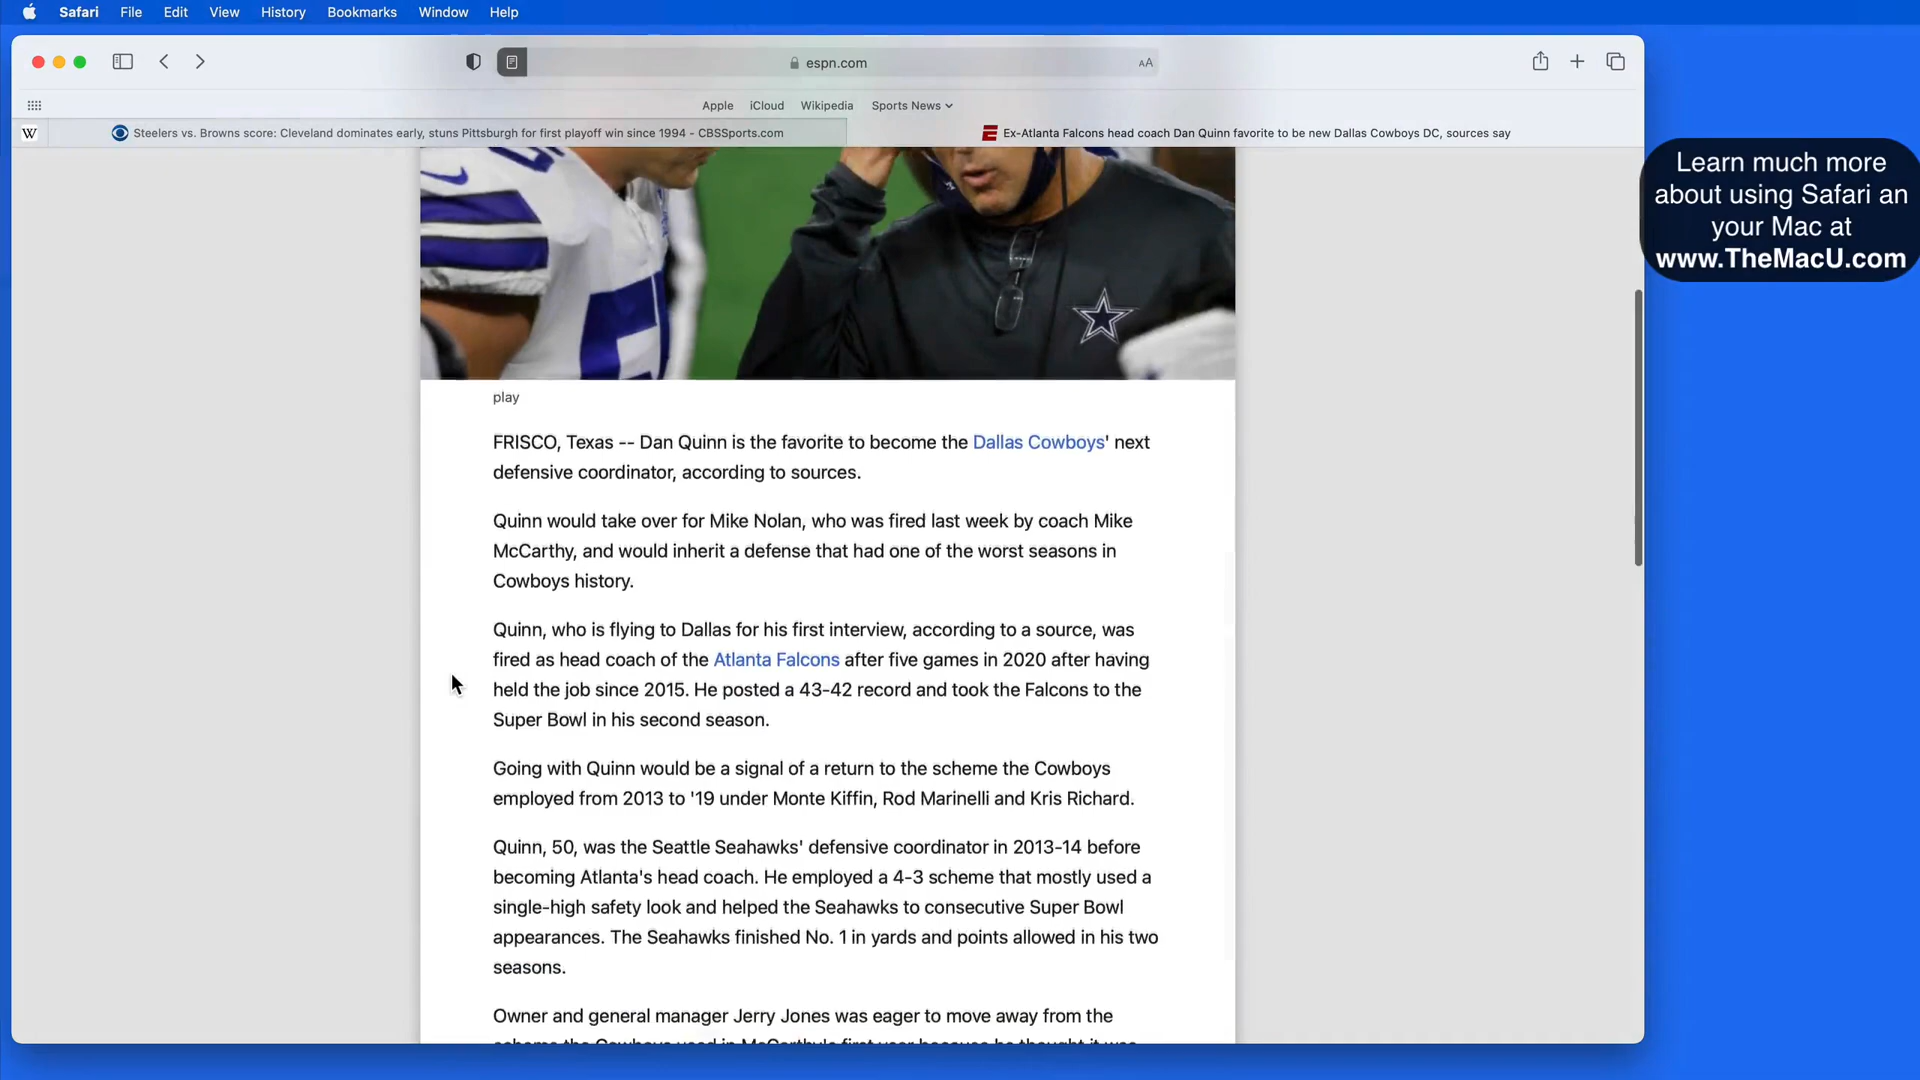 Safari File Edit View History Bookmarks Window Help
espn.com
AA
Apple iCloud Wikipedia Sports News
W Steelers vs. Browns score: Cleveland dominates early, stuns Pittsburgh for first playoff win since 1994 - CBSSports.com Ex-Atlanta Falcons head coach Dan Quinn favorite to be new Dallas Cowboys DC, sources say
Learn much more
about using Safari an
your Mac at
www.TheMacU.com
play
FRISCO, Texas -- Dan Quinn is the favorite to become the Dallas Cowboys' next
defensive coordinator, according to sources.
Quinn would take over for Mike Nolan, who was fired last week by coach Mike
McCarthy, and would inherit a defense that had one of the worst seasons in
Cowboys history.
Quinn, who is flying to Dallas for his first interview, according to a source, was
fired as head coach of the Atlanta Falcons after five games in 2020 after having
held the job since 2015. He posted a 43-42 record and took the Falcons to the
Super Bowl in his second season.
Going with Quinn would be a signal of a return to the scheme the Cowboys
employed from 2013 to '19 under Monte Kiffin, Rod Marinelli and Kris Richard.
Quinn, 50, was the Seattle Seahawks' defensive coordinator in 2013-14 before
becoming Atlanta's head coach. He employed a 4-3 scheme that mostly used a
single-high safety look and helped the Seahawks to consecutive Super Bowl
appearances. The Seahawks finished No. 1 in yards and points allowed in his two
seasons.
Owner and general manager Jerry Jones was eager to move away from the
scheme the Cowboys used in McCarthy's first year because he thought it was